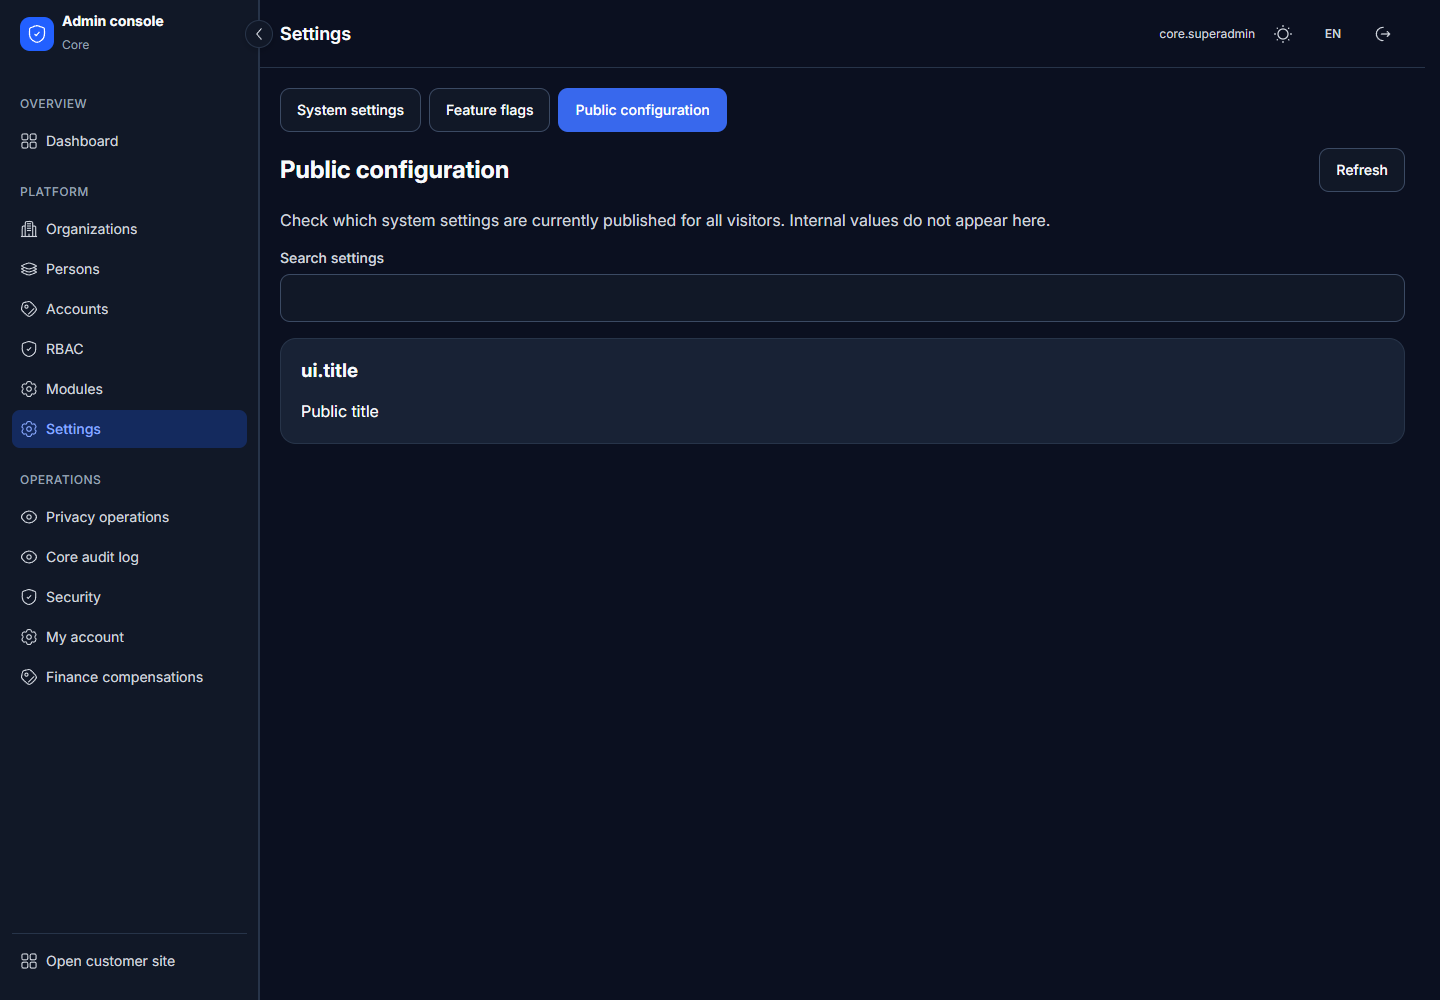 Admin console
Core
OVERVIEW
Dashboard
PLATFORM
Organizations
Persons
Accounts
RBAC
Modules
Settings
OPERATIONS
Privacy operations
Core audit log
Security
My account
Finance compensations
Open customer site
Settings
core.superadmin
EN
System settings
Feature flags
Public configuration
Public configuration
Refresh
Check which system settings are currently published for all visitors. Internal values do not appear here.
Search settings
ui.title
Public title